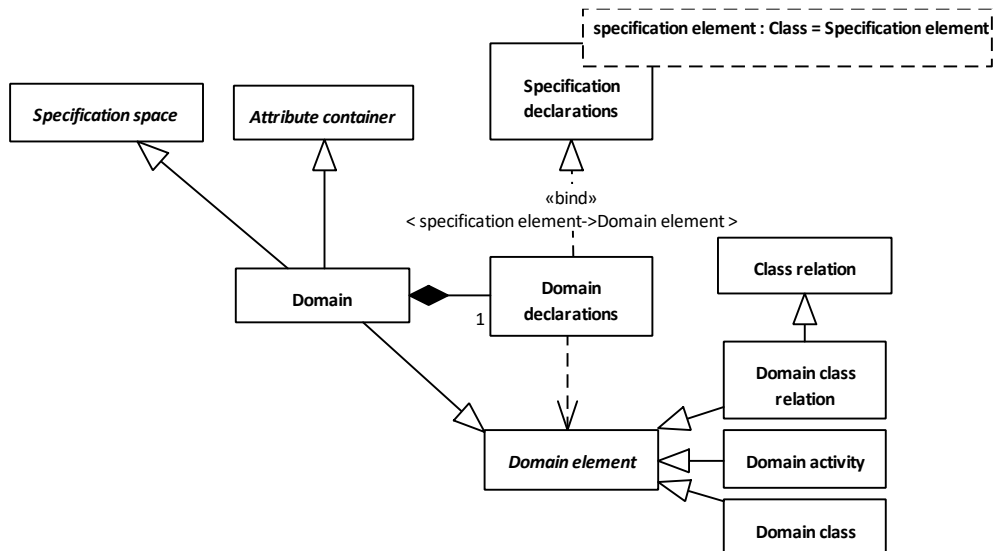 specification element : Class = Specification element
Specification
declarations
Specification space
Attribute container
«bind»
< specification element->Domain element >
Class relation
Domain
1
Domain
declarations
Domain class
relation
Domain element
Domain activity
Domain class